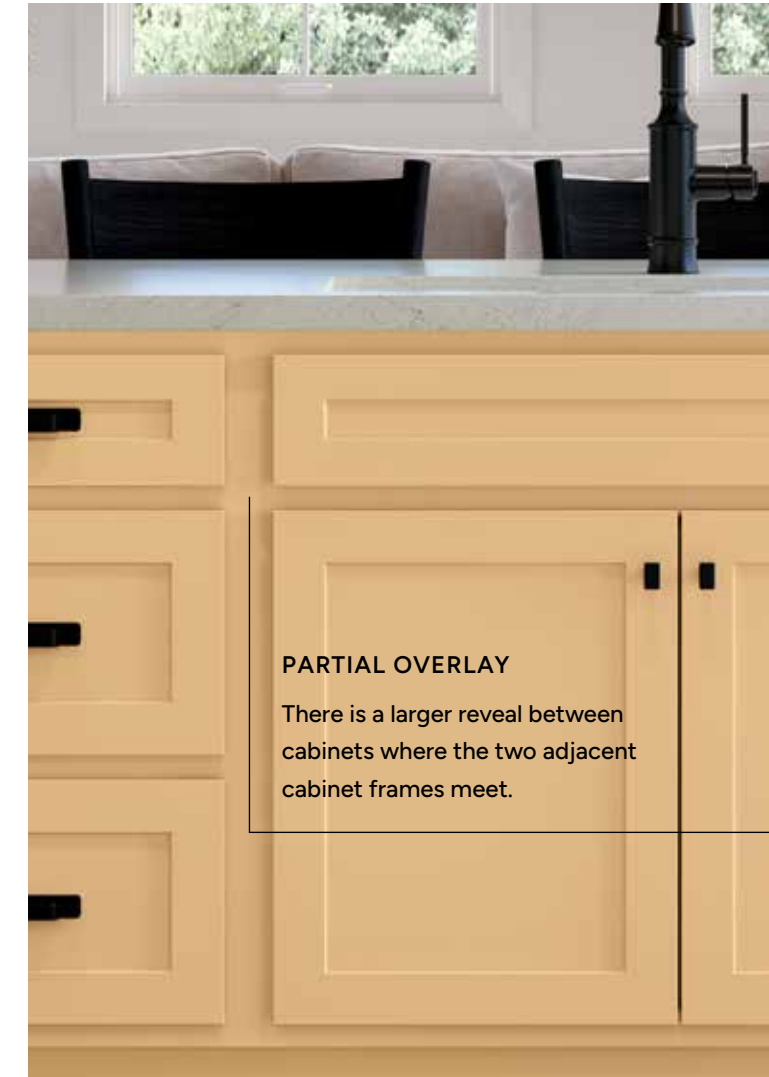 PARTIAL OVERLAY
There is a larger reveal between
cabinets where the two adjacent
cabinet frames meet.